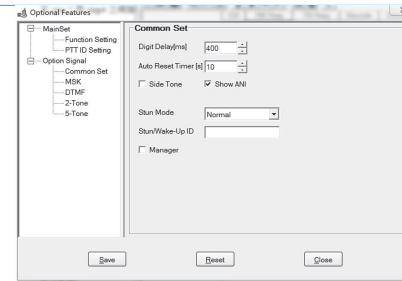 Optional Features
MainSet
Function Setting
PTT ID Setting
Option Signal
Common Set
MSK
DTMF
2-Tone
5-Tone
Common Set
Digit Delay[ms] 400
Auto Reset Timer [s] 10
Side Tone Show ANI
Stun Mode Normal
Stun/Wake-Up ID
Manager
Save Reset Close